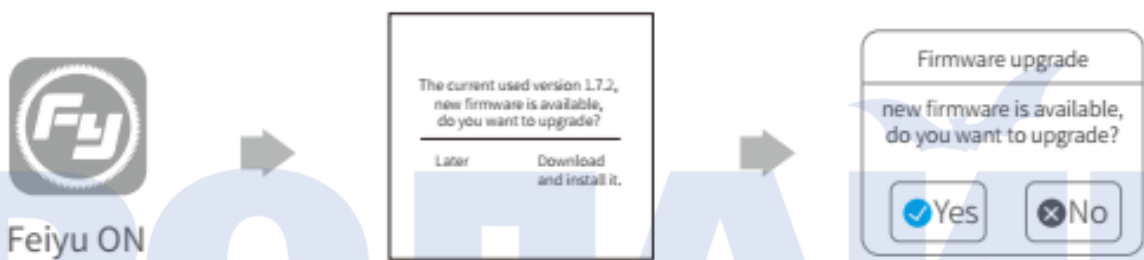 Fy
Feiyu ON
The current used version 1.7.2,
new firmware is available,
do you want to upgrade?
Later
Download
and install it.
Firmware upgrade
new firmware is available,
do you want to upgrade?
Yes
No